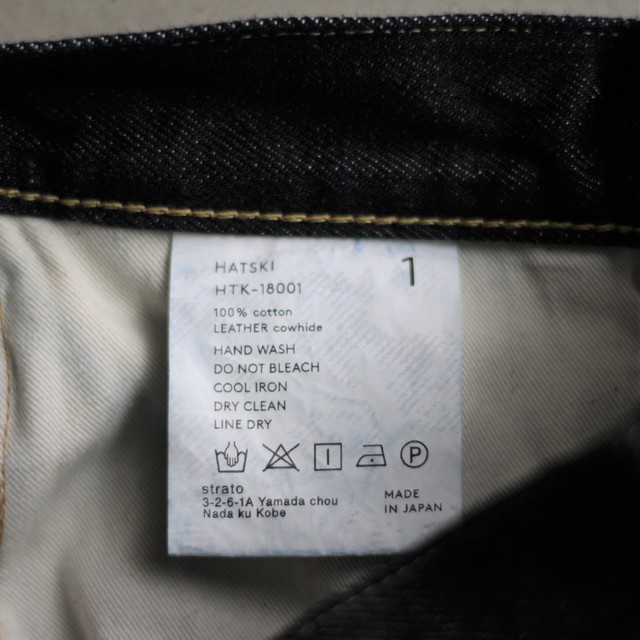 HATSKI 1
HTK-18001
100% cotton
LEATHER cowhide
HAND WASH
DO NOT BLEACH
COOL IRON
DRY CLEAN
LINE DRY
P
strato
3-2-6-1A Yamada chou
Nada ku Kobe
MADE
IN JAPAN